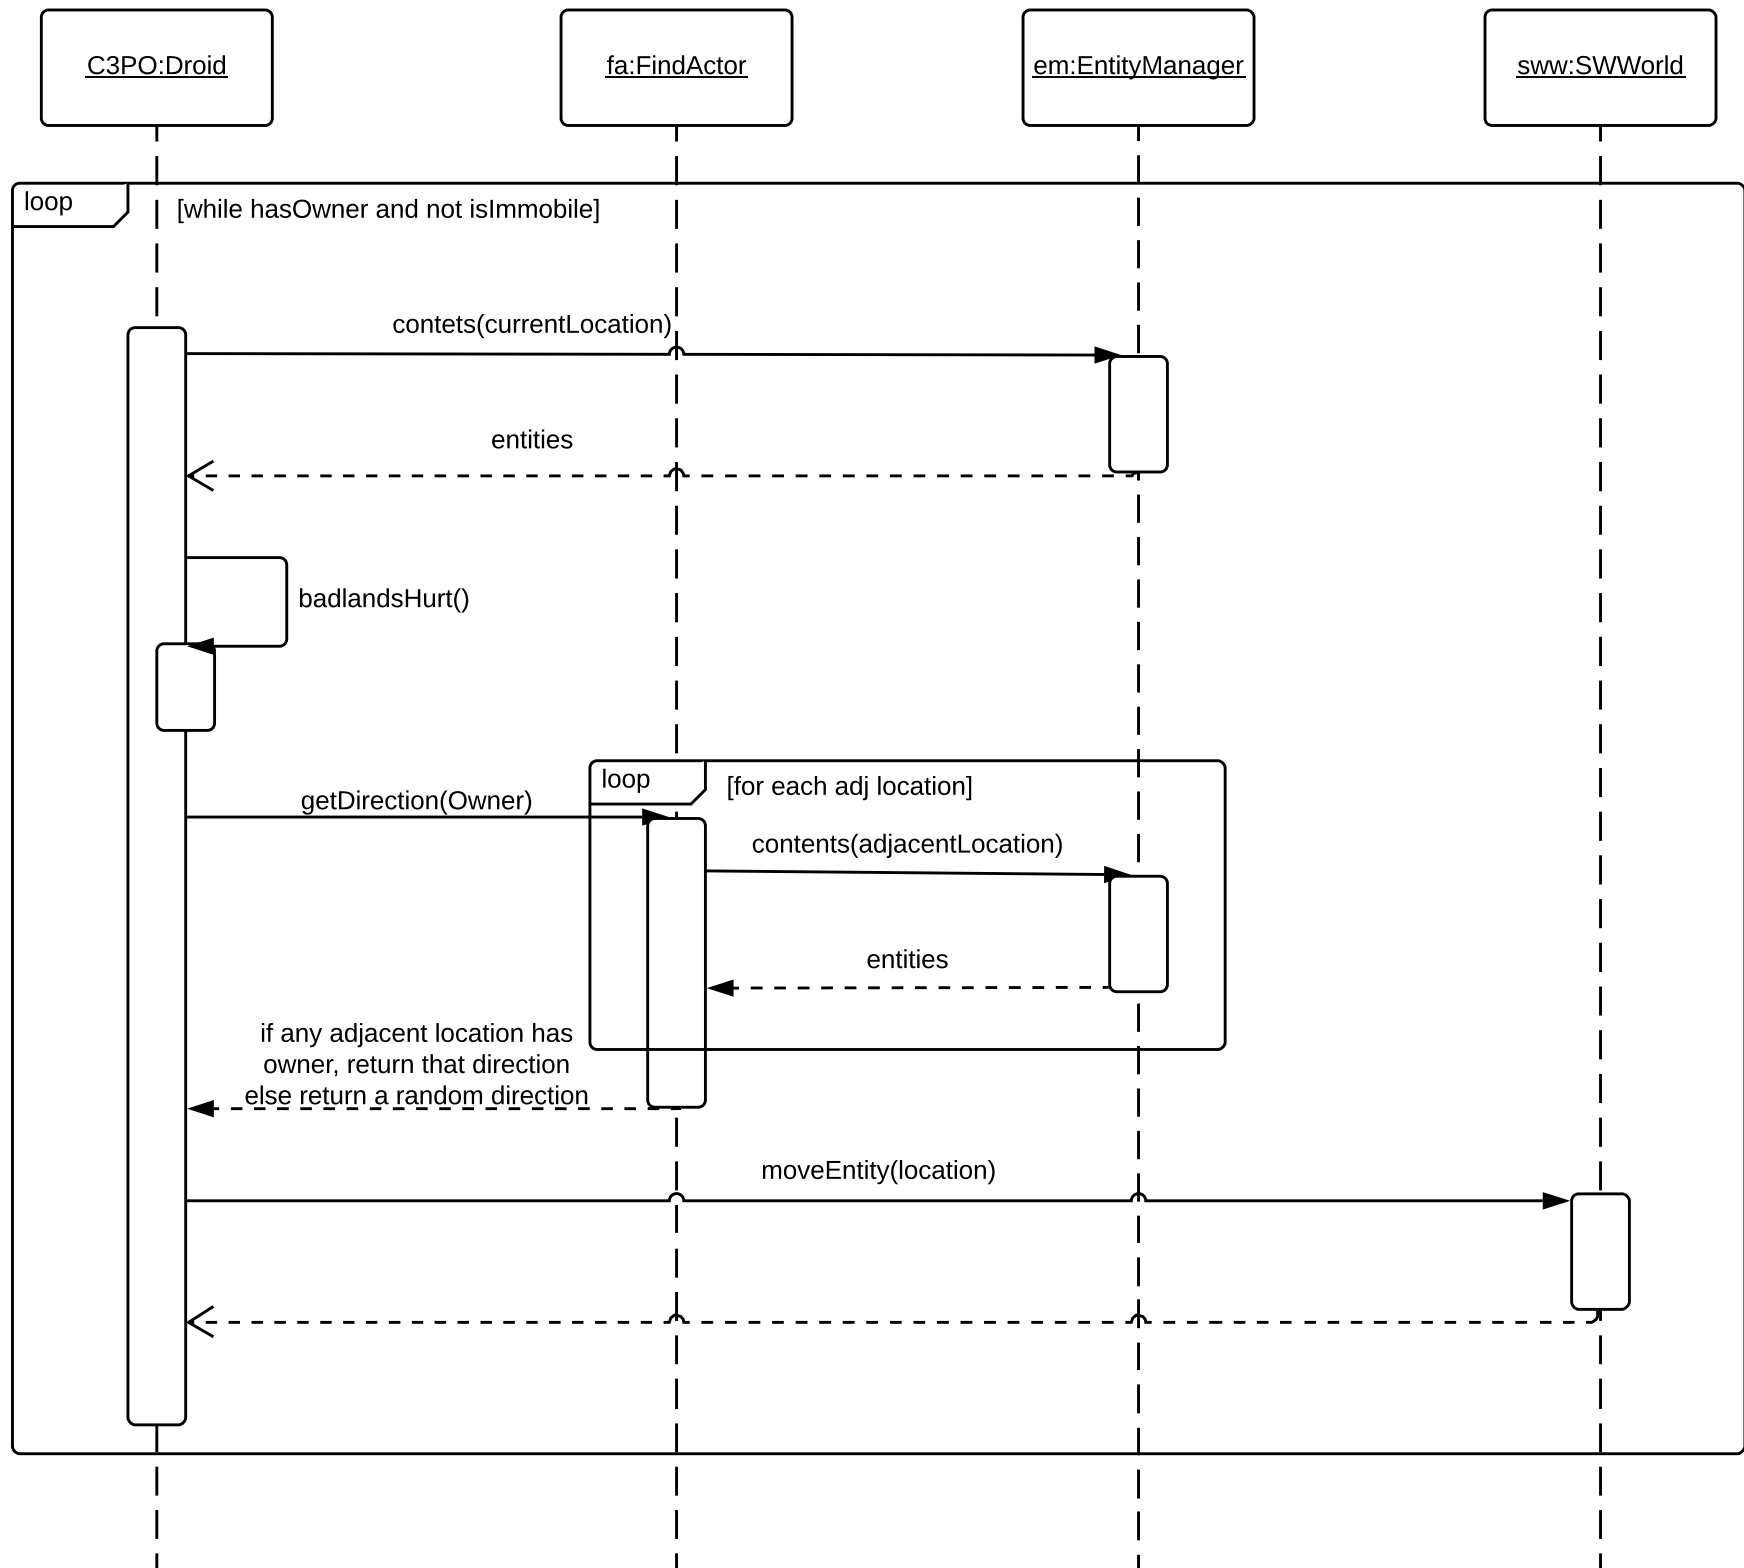 C3PO:Droid
fa:FindActor
em:EntityManager
sww:SWWorld
loop
[while hasOwner and not isImmobile]
contets(currentLocation)
entities
badlandsHurt()
loop
[for each adj location]
getDirection(Owner)
contents(adjacentLocation)
entities
if any adjacent location has
owner, return that direction
else return a random direction
moveEntity(location)